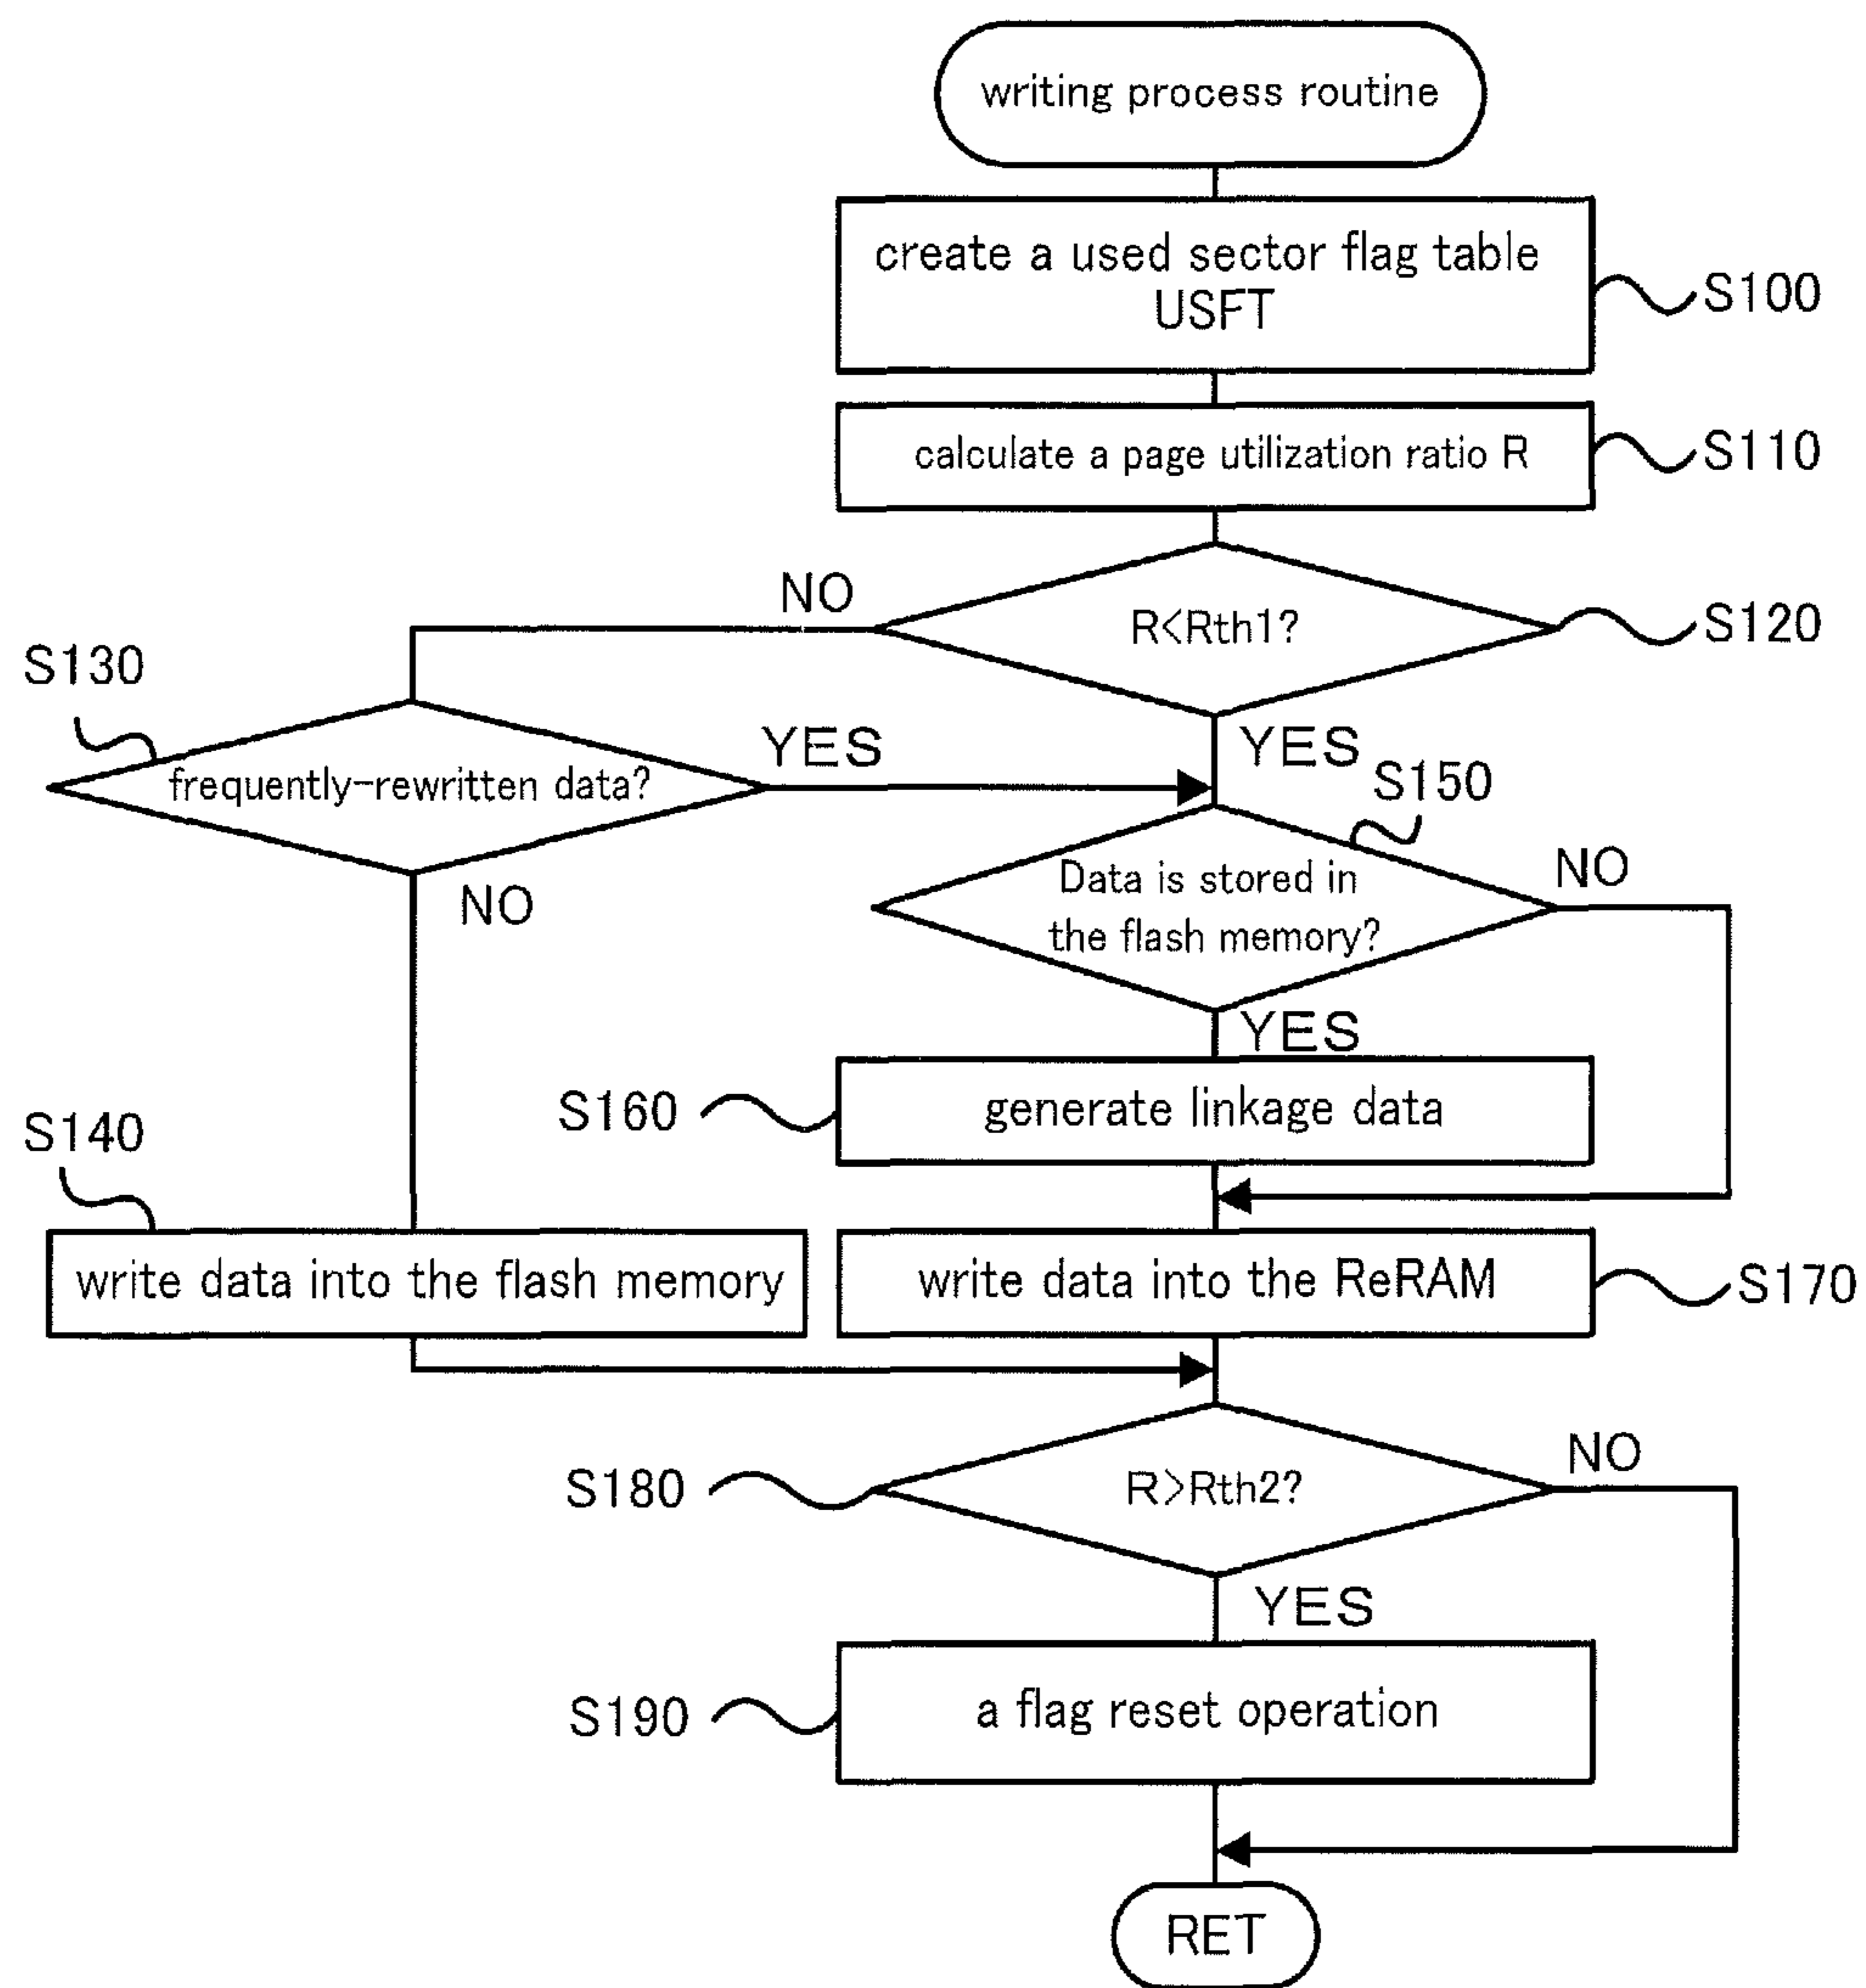 writing process routine
create a used sector flag table
USFT
S100
calculate a page utilization ratio R
S110
NO
R<Rth1?
S120
S130
YES
YES
frequently-rewritten data?
S150
NO
Data is stored in
the flash memory?
NO
YES
S160
generate linkage data
S140
write data into the flash memory
write data into the ReRAM
S170
NO
S180
R>Rth2?
YES
S190
a flag reset operation
RET